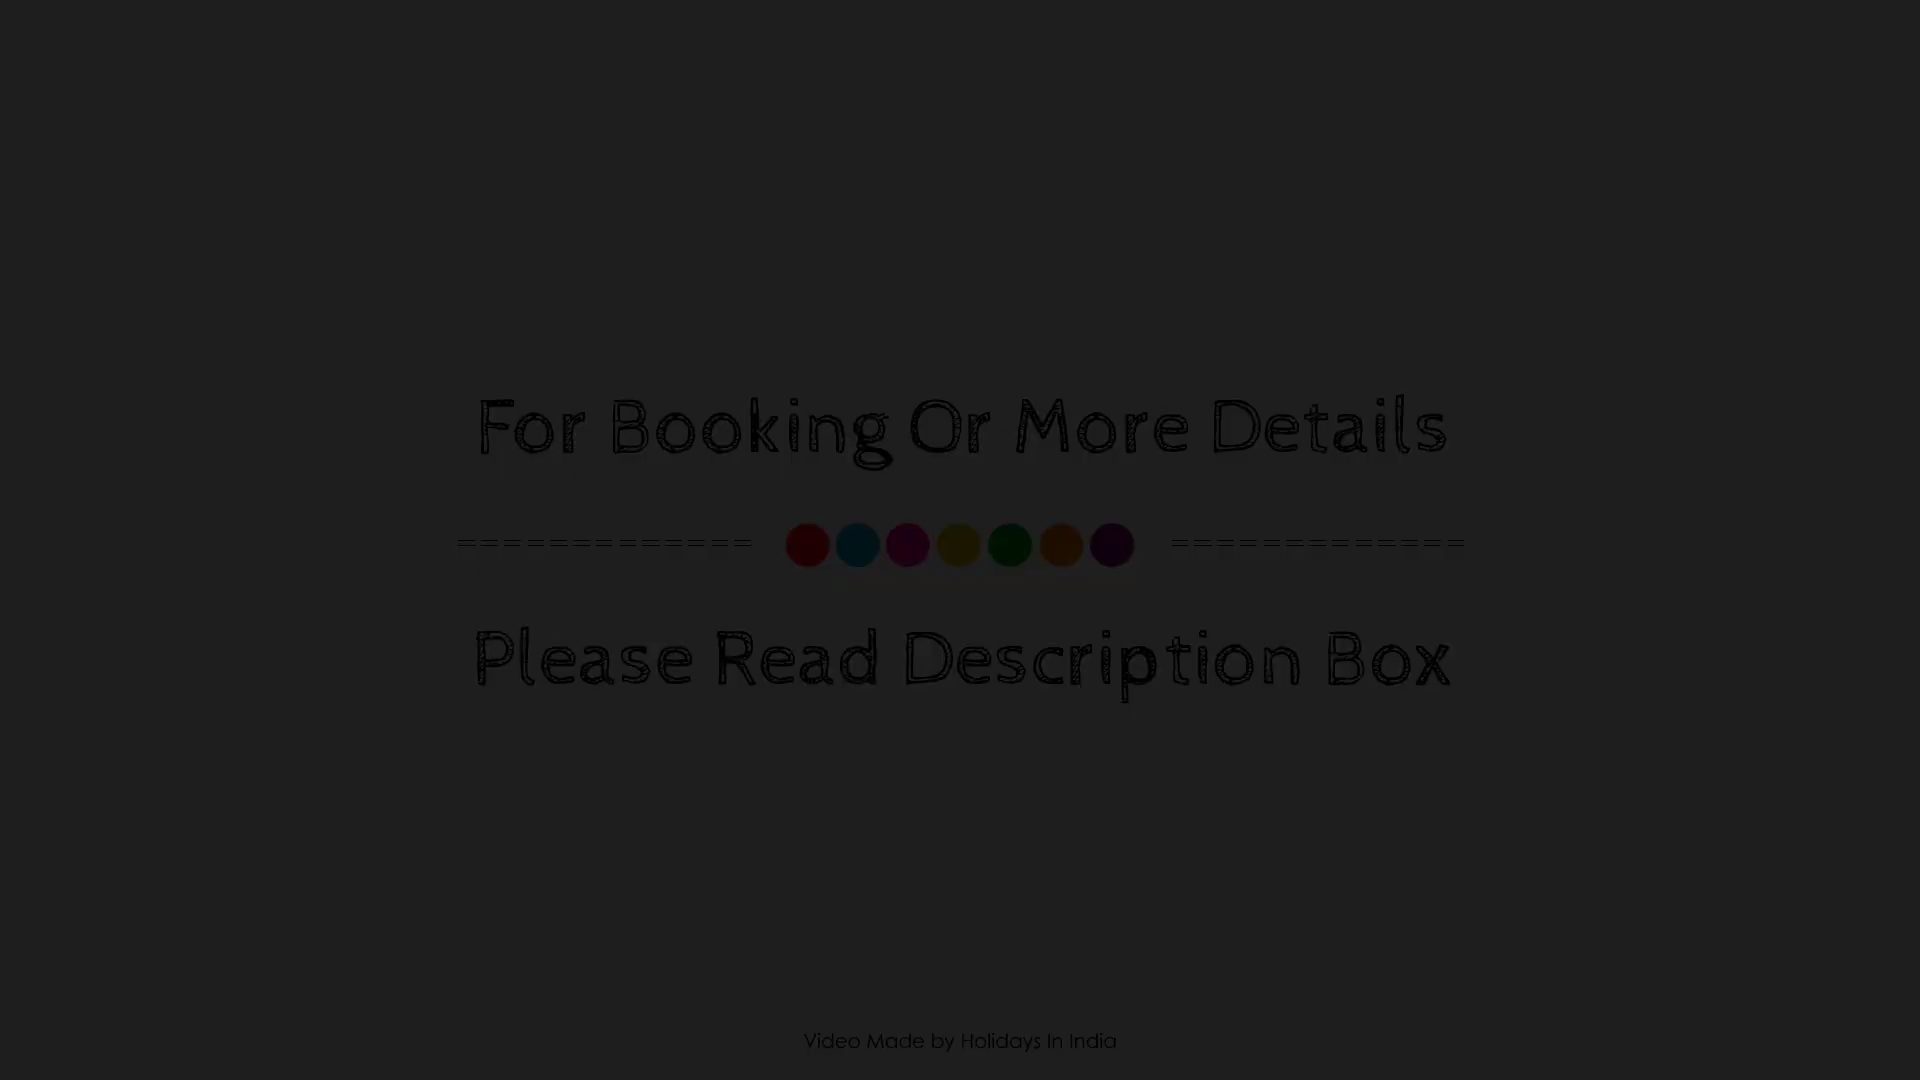 For Booking Or More Details
============= =============
Please Read Description Box
Video Made by Holidays In India